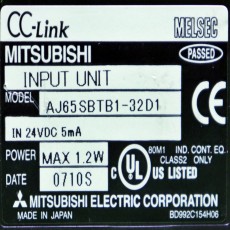 CC-Link MELSEC
MITSUBISHI PASSED
INPUT UNIT
MODEL AJ65SBTB1-32D1
CE
IN 24VDC 5mA
POWER MAX 1.2W
DATE 0710S
C UL US LISTED
80M1 IND. CONT. EQ.
CLASS2 ONLY
MITSUBISHI ELECTRIC CORPORATION
MADE IN JAPAN BD992C154H06